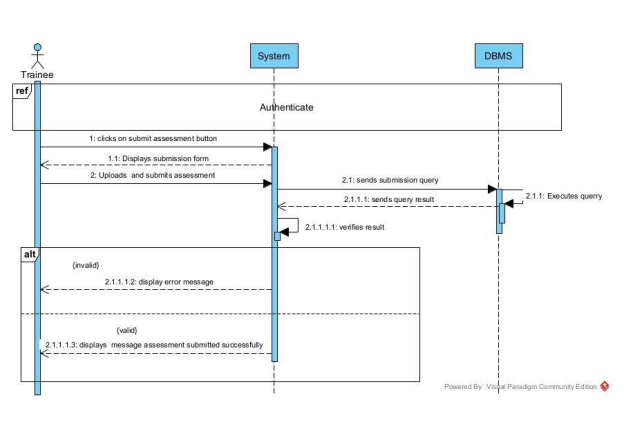 System
DBMS
Trainee
ref
Authenticate
1: clicks on submit assessment button
1.1: Displays submission form
2: Uploads and submits assessment
2.1: sends submission query
2.1.1: Executes querry
2.1.1.1: sends query result
2.1.1.1.1: verifies result
alt
{invalid}
2.1.1.1.2: display error message
{valid}
2.1.1.1.3: displays message assessment submitted successfully
Powered By: Visual Paradigm Community Edition